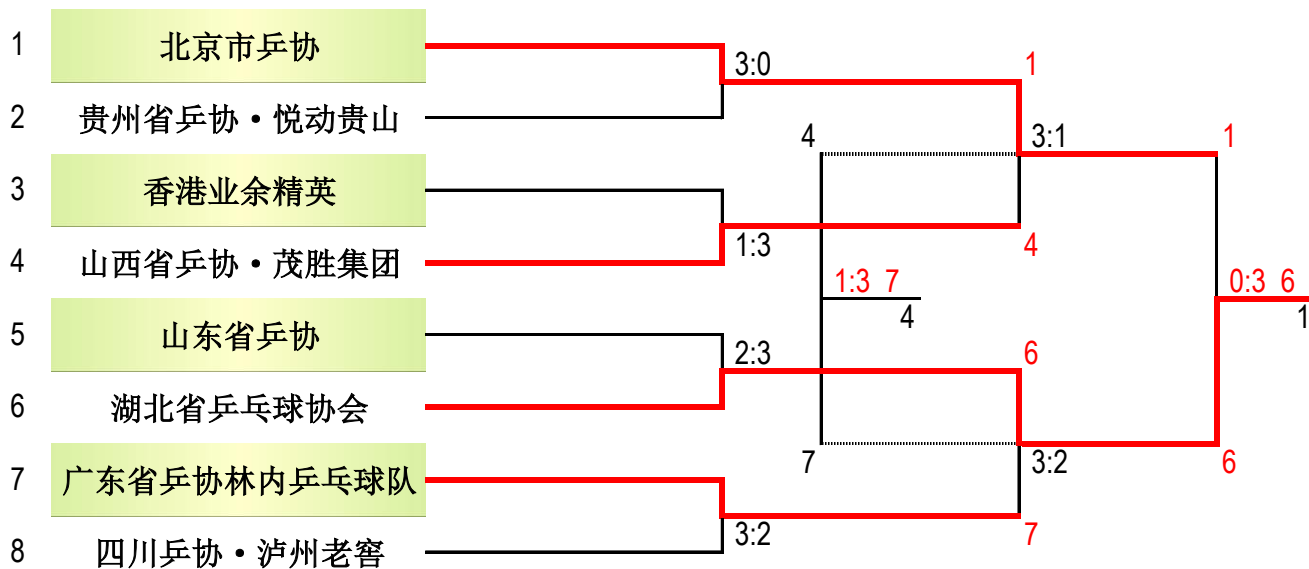 1 北京市乒协
3:0
1
2 贵州省乒协·悦动贵山
4
3:1
1
3 香港业余精英
1:3
4
4 山西省乒协·茂胜集团
1:3 7
4
0:3 6
1
5 山东省乒协
2:3
6
6 湖北省乒乓球协会
7
3:2
6
7 广东省乒协林内乒乓球队
3:2
7
8 四川乒协·泸州老窖